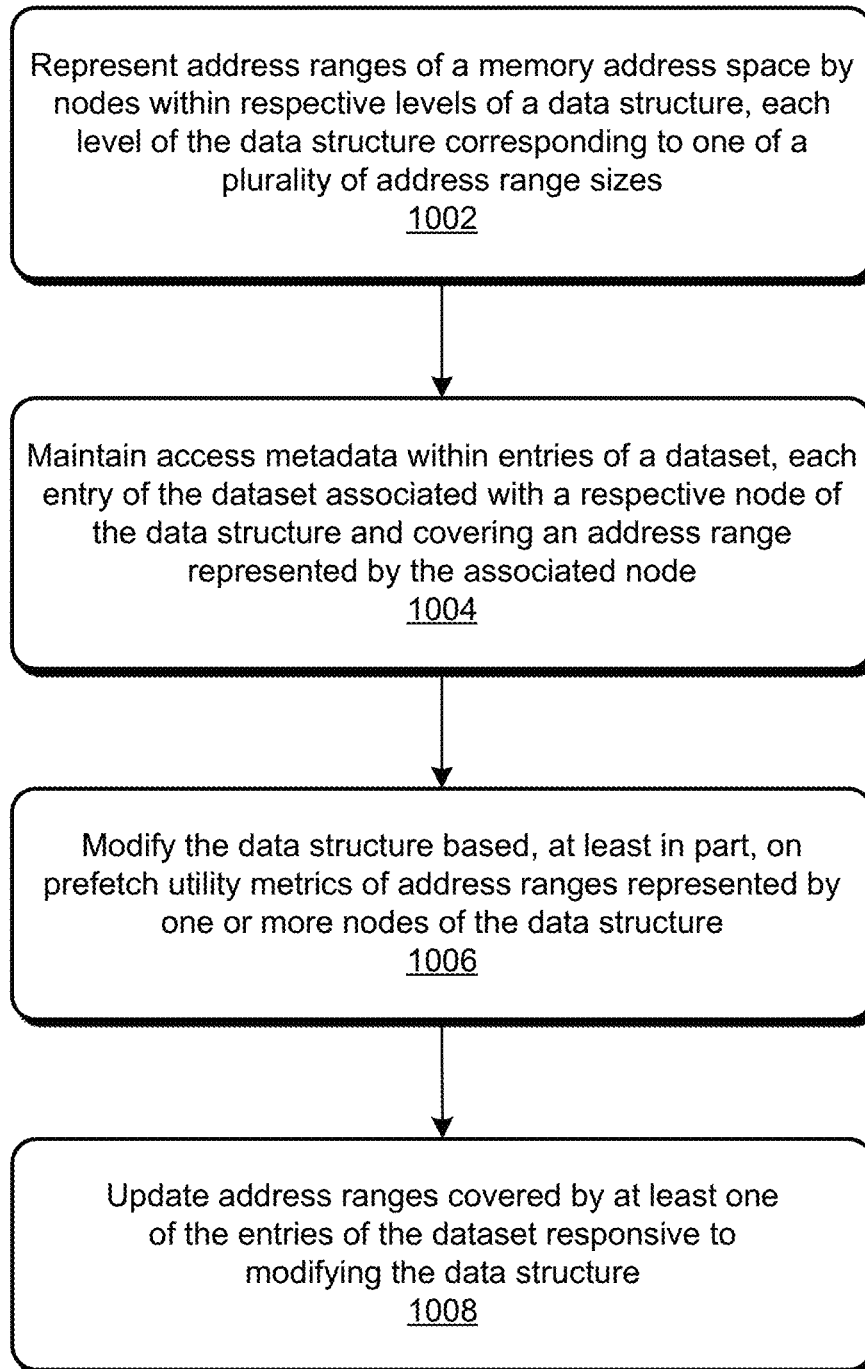 Represent address ranges of a memory address space by
nodes within respective levels of a data structure, each
level of the data structure corresponding to one of a
plurality of address range sizes
1002
Maintain access metadata within entries of a dataset, each
entry of the dataset associated with a respective node of
the data structure and covering an address range
represented by the associated node
1004
Modify the data structure based, at least in part, on
prefetch utility metrics of address ranges represented by
one or more nodes of the data structure
1006
Update address ranges covered by at least one
of the entries of the dataset responsive to
modifying the data structure
1008